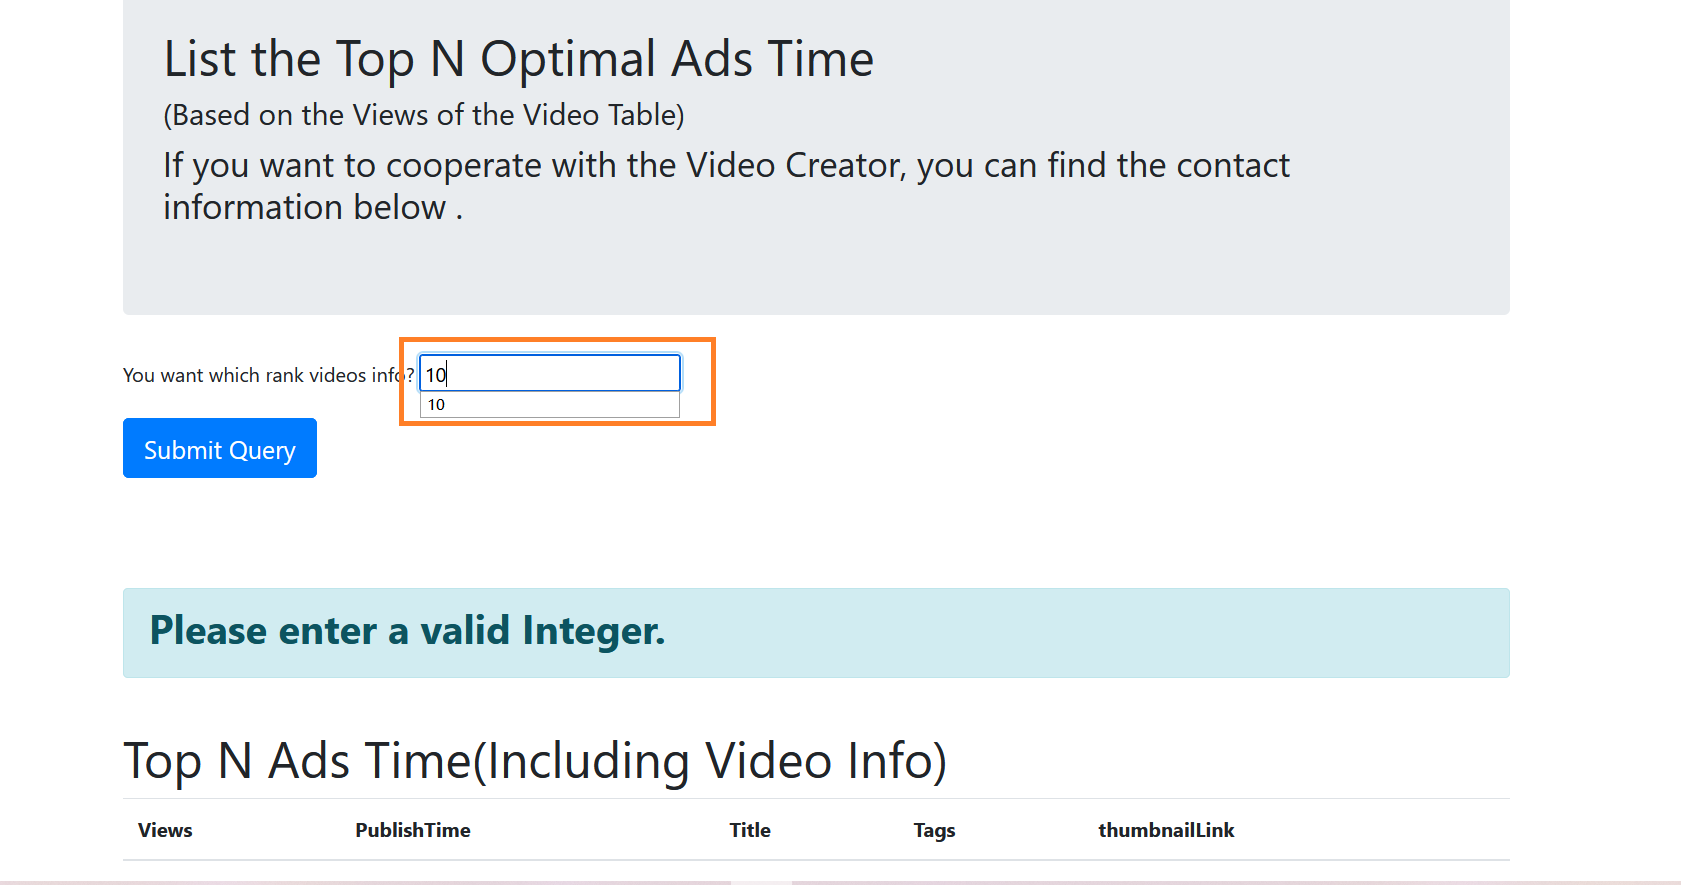 List the Top N Optimal Ads Time
(Based on the Views of the Video Table)
If you want to cooperate with the Video Creator, you can find the contact
information below .
You want which rank videos info? 10
10
Submit Query
Please enter a valid Integer.
Top N Ads Time(Including Video Info)
Views PublishTime Title Tags thumbnailLink